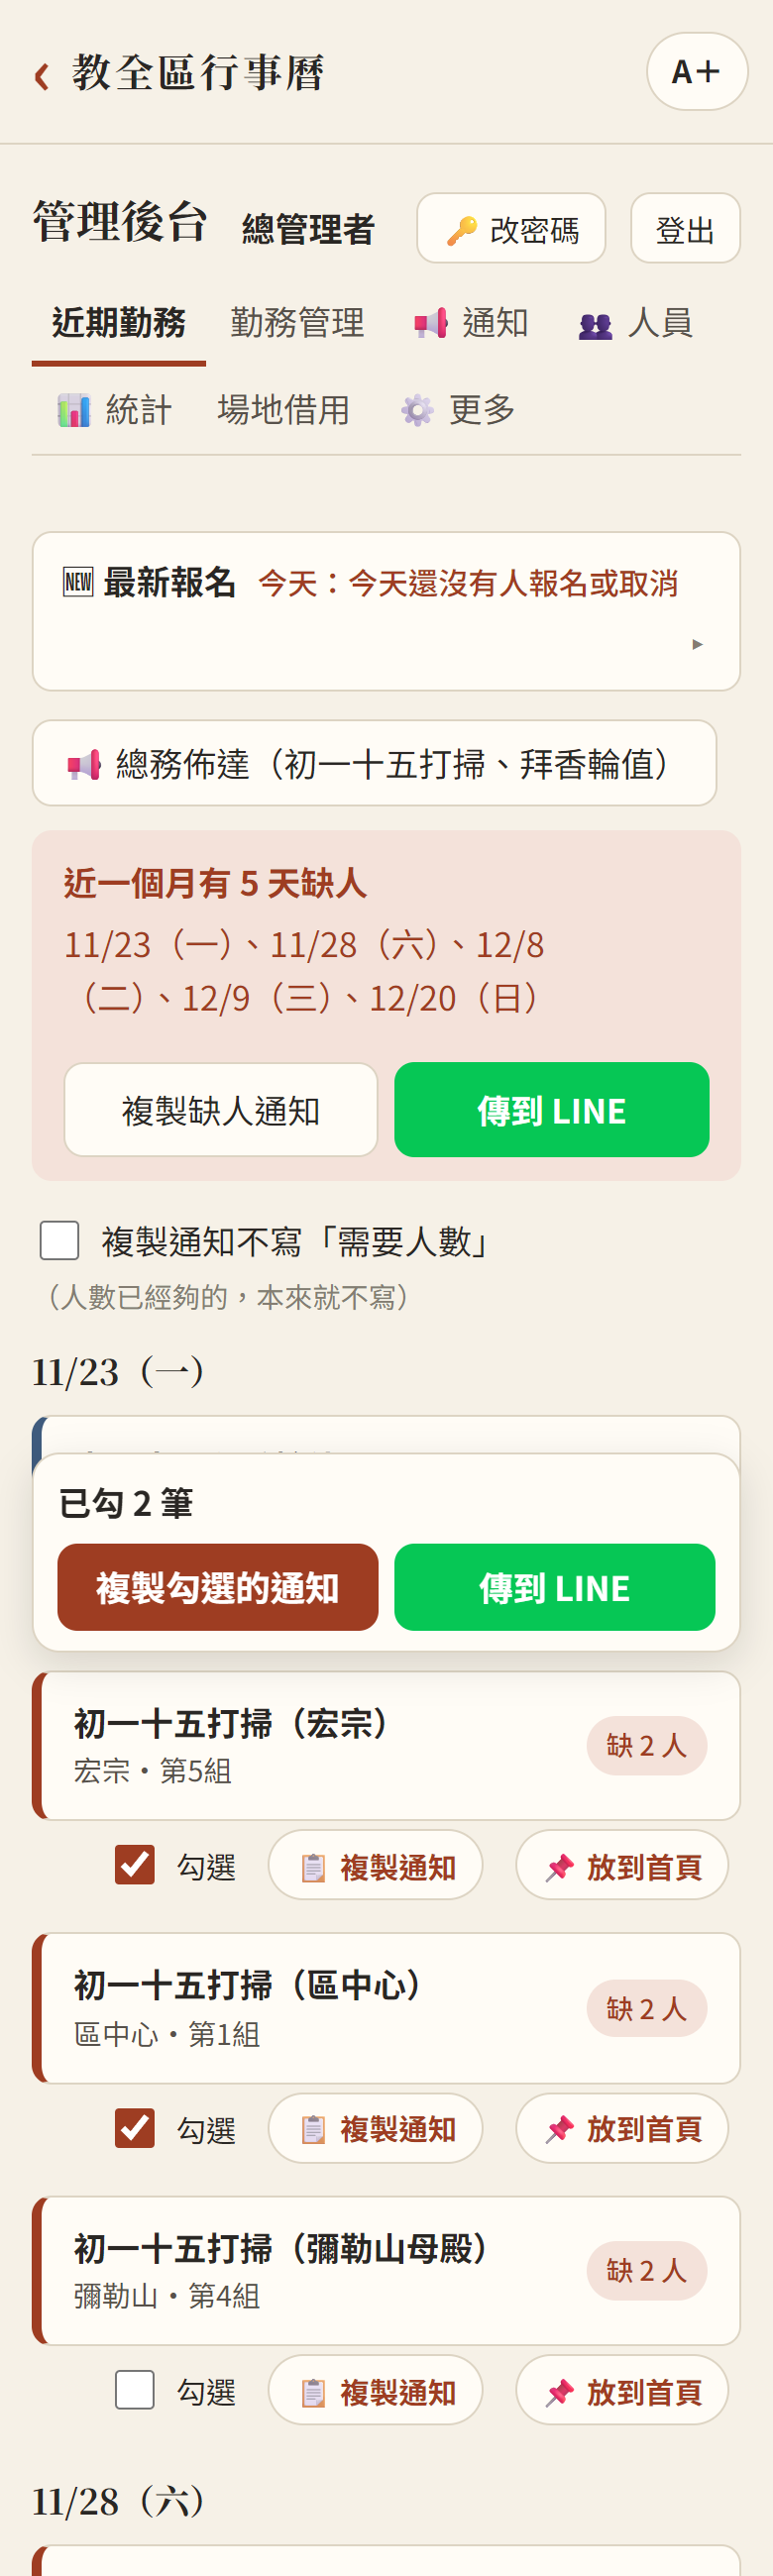 ‹ 教全區行事曆 A＋
管理後台 總管理者 🔑 改密碼 登出
近期勤務 勤務管理 📢 通知 👥 人員
📊 統計 場地借用 ⚙️ 更多
🆕 最新報名 今天：今天還沒有人報名或取消
▸
📢 總務佈達（初一十五打掃、拜香輪值）
近一個月有 5 天缺人
11/23（一）、11/28（六）、12/8
（二）、12/9（三）、12/20（日）
複製缺人通知 傳到 LINE
複製通知不寫「需要人數」
（人數已經夠的，本來就不寫）
11/23（一）
已勾 2 筆
複製勾選的通知 傳到 LINE
初一十五打掃（宏宗）
宏宗・第5組
缺 2 人
勾選 📋 複製通知 📌 放到首頁
初一十五打掃（區中心）
區中心・第1組
缺 2 人
勾選 📋 複製通知 📌 放到首頁
初一十五打掃（彌勒山母殿）
彌勒山・第4組
缺 2 人
勾選 📋 複製通知 📌 放到首頁
11/28（六）